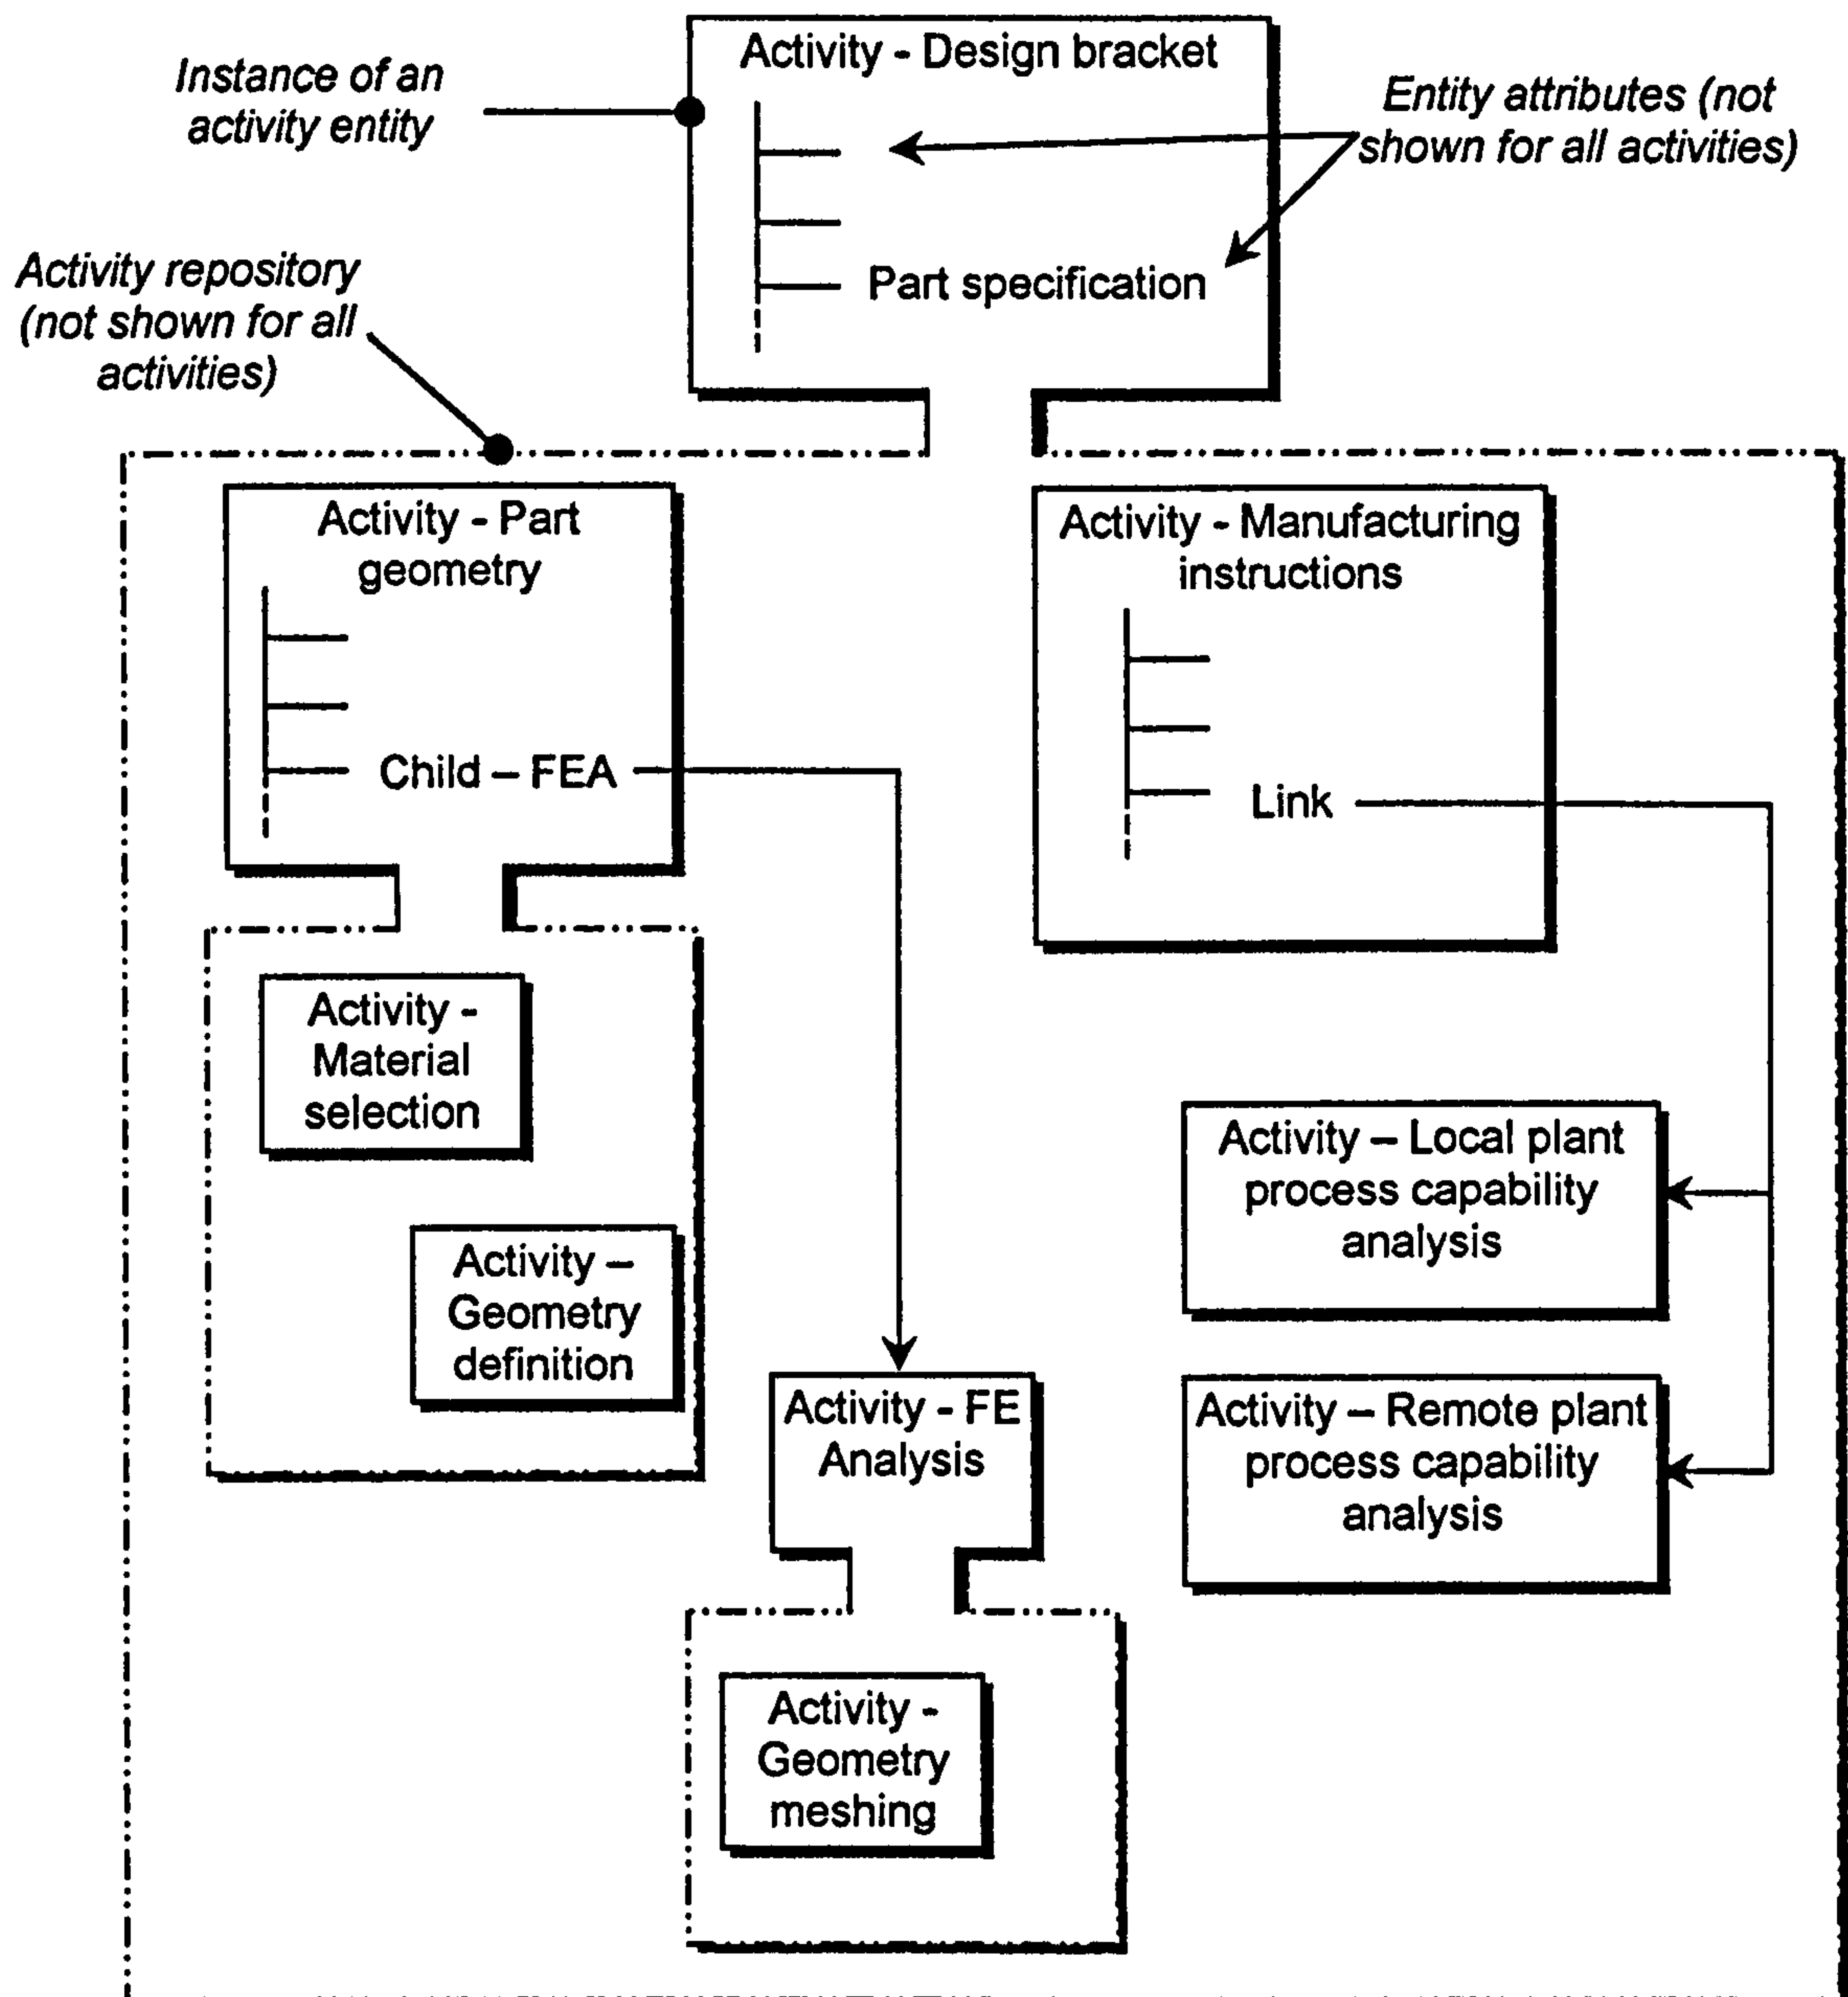 Activity - Design bracket
Instance of an
activity entity
Entity attributes (not
shown for all activities)
Part specification
Activity repository
(not shown for all
activities)
Activity - Part
geometry
Child – FEA
Activity - Manufacturing
instructions
Link
Activity -
Material
selection
Activity –
Geometry
definition
Activity – Local plant
process capability
analysis
Activity - FE
Analysis
Activity – Remote plant
process capability
analysis
Activity -
Geometry
meshing